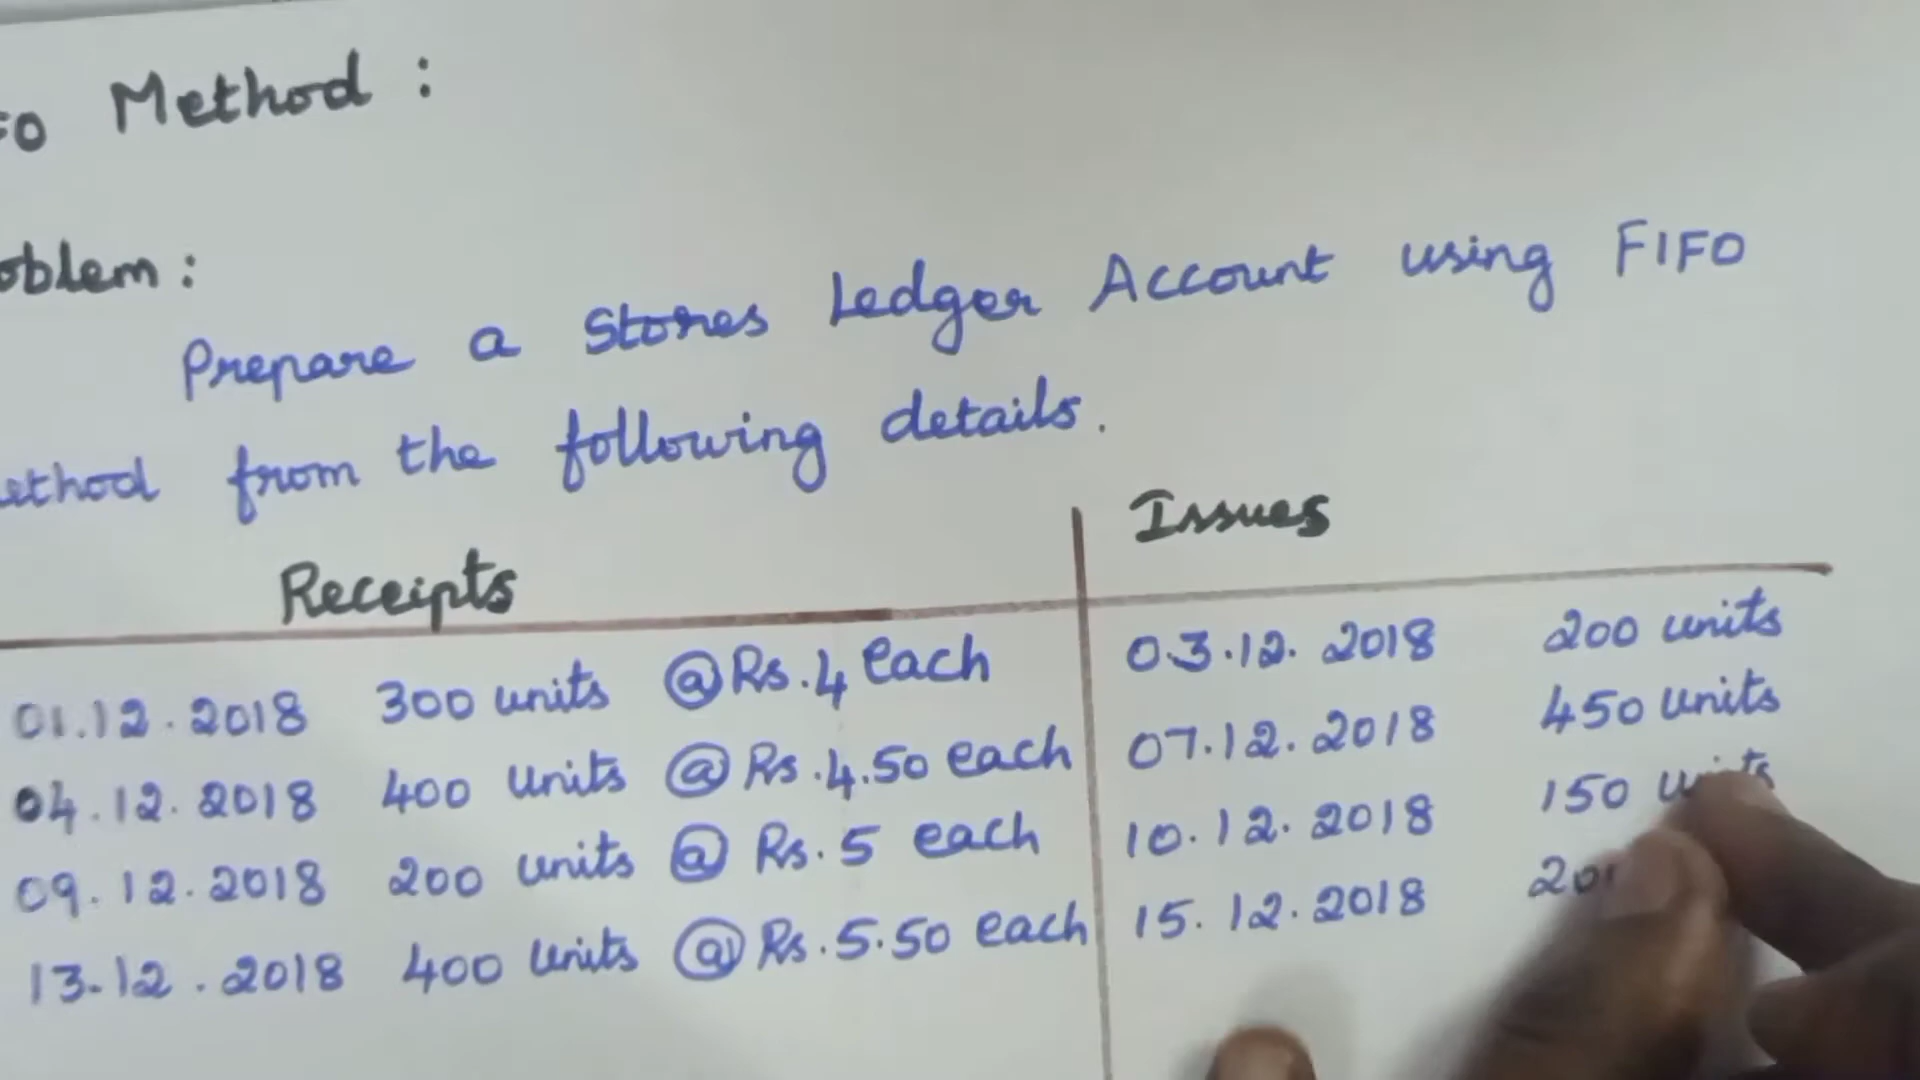 FO Method :
oblem :
Prepare a Stores Ledger Account using FIFO
ethod from the following details.
Receipts Issues
01.12.2018 300 units @ Rs.4 each 03.12.2018 200 units
04.12.2018 400 units @ Rs.4.50 each 07.12.2018 450 units
09.12.2018 200 units @ Rs.5 each 10.12.2018 150 units
13.12.2018 400 units @ Rs.5.50 each 15.12.2018